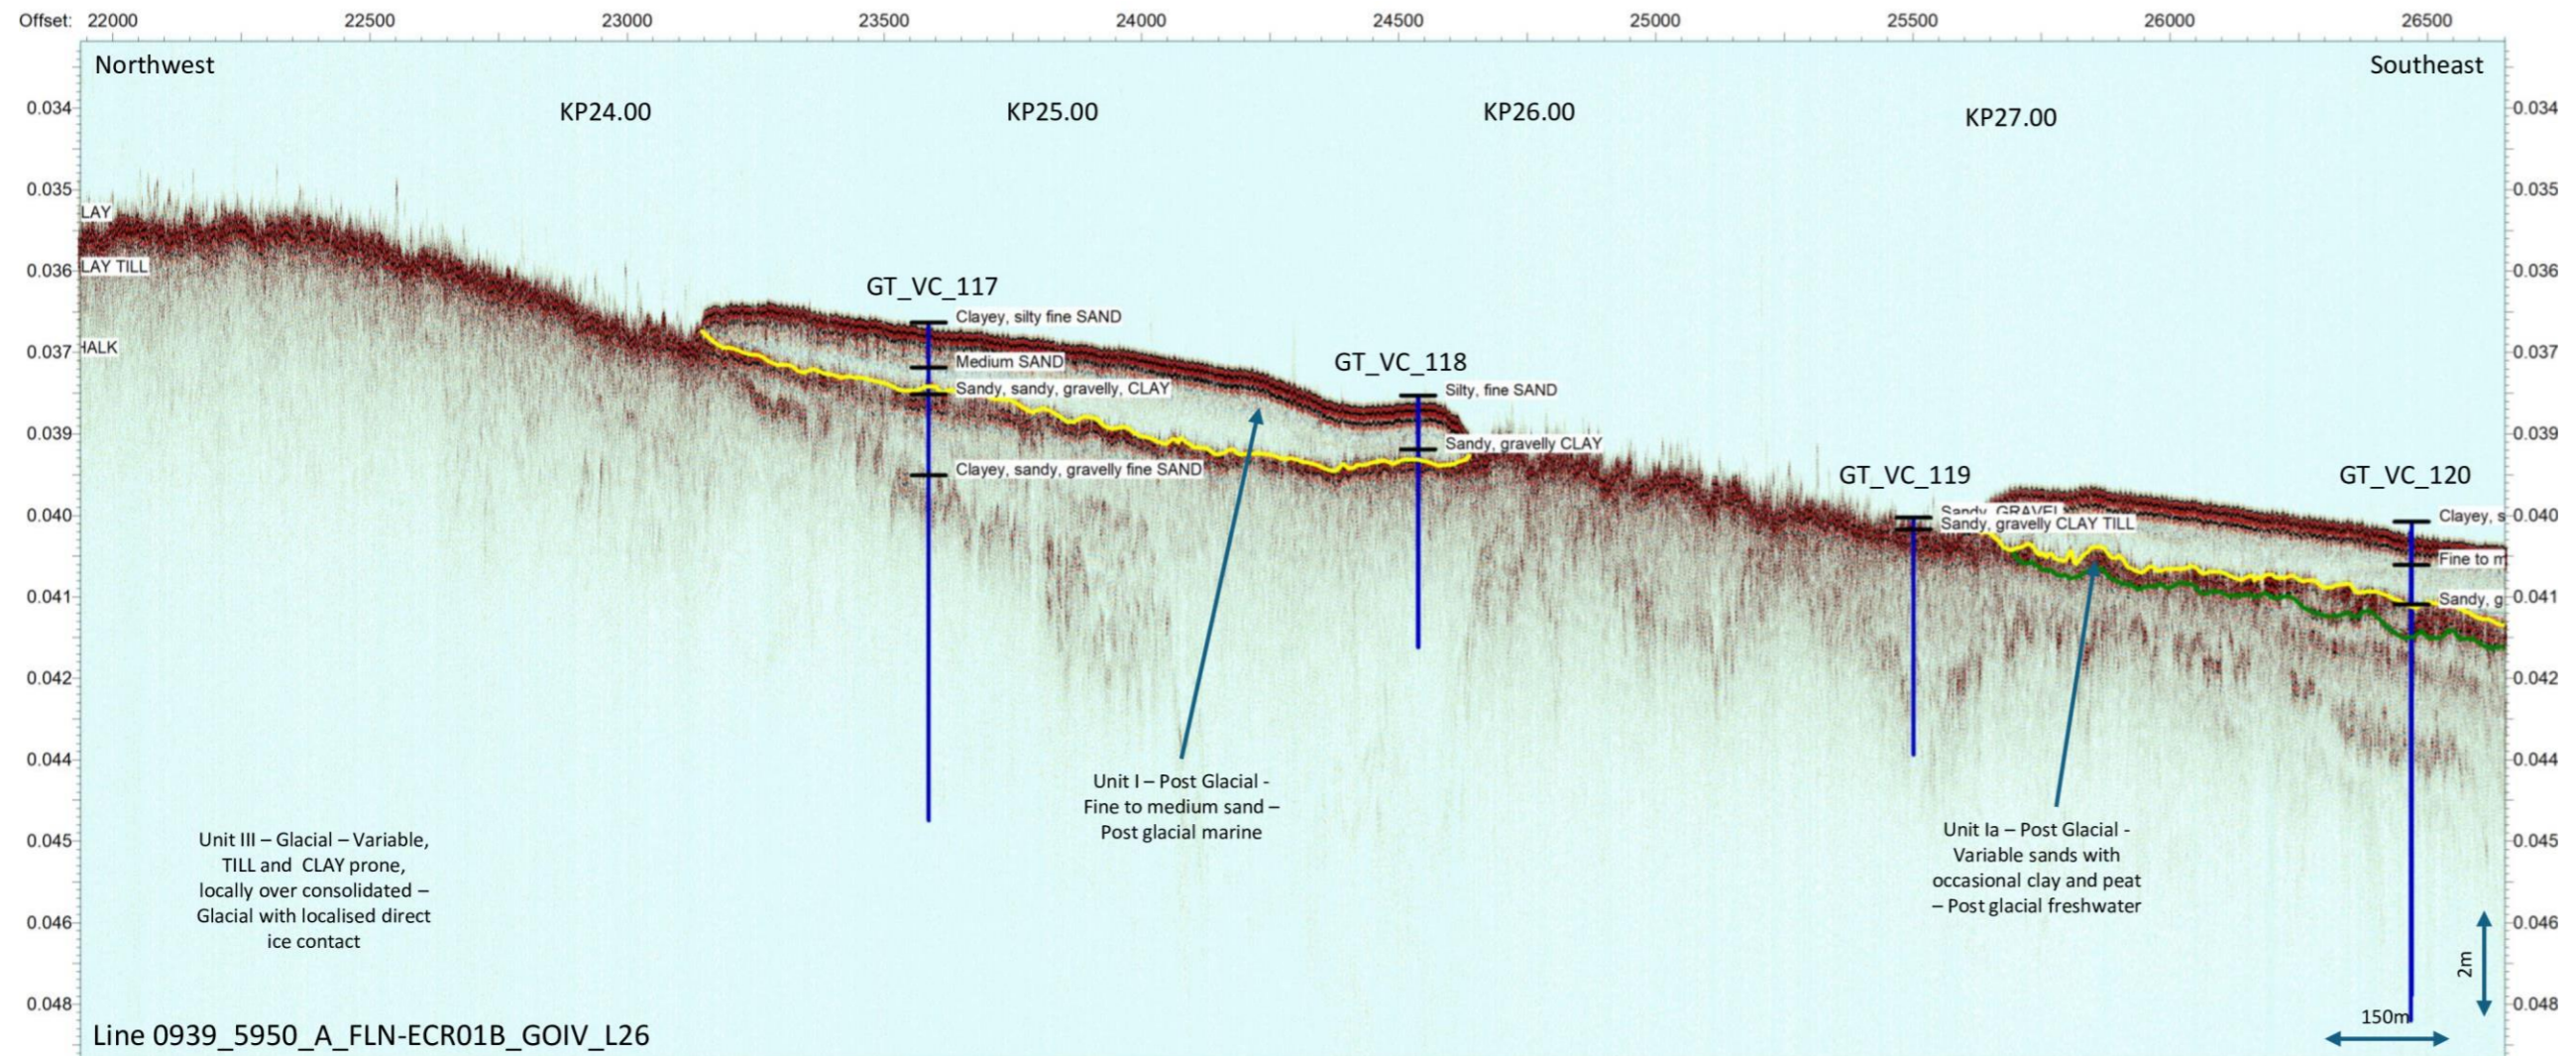 Offset: 22000 22500 23000 23500 24000 24500 25000 25500 26000 26500
Northwest
Southeast
KP24.00 KP25.00 KP26.00 KP27.00
0.034 0.034
0.035 0.035
LAY
0.036 0.036
LAY TILL
0.037 0.037
HALK
0.039 0.039
0.040 0.040
0.041 0.041
0.042 0.042
0.044 0.044
0.045 0.045
0.046 0.046
0.048 0.048
GT_VC_117
Clayey, silty fine SAND
Medium SAND
Sandy, sandy, gravelly, CLAY
Clayey, sandy, gravelly fine SAND
GT_VC_118
Silty, fine SAND
Sandy, gravelly CLAY
GT_VC_119
Sandy, GRAVEL
Sandy, gravelly CLAY TILL
GT_VC_120
Clayey, s
Fine to m
Sandy, g
Unit III – Glacial – Variable,
TILL and CLAY prone,
locally over consolidated –
Glacial with localised direct
ice contact
Unit I – Post Glacial -
Fine to medium sand –
Post glacial marine
Unit Ia – Post Glacial -
Variable sands with
occasional clay and peat
– Post glacial freshwater
2m
150m
Line 0939_5950_A_FLN-ECR01B_GOIV_L26